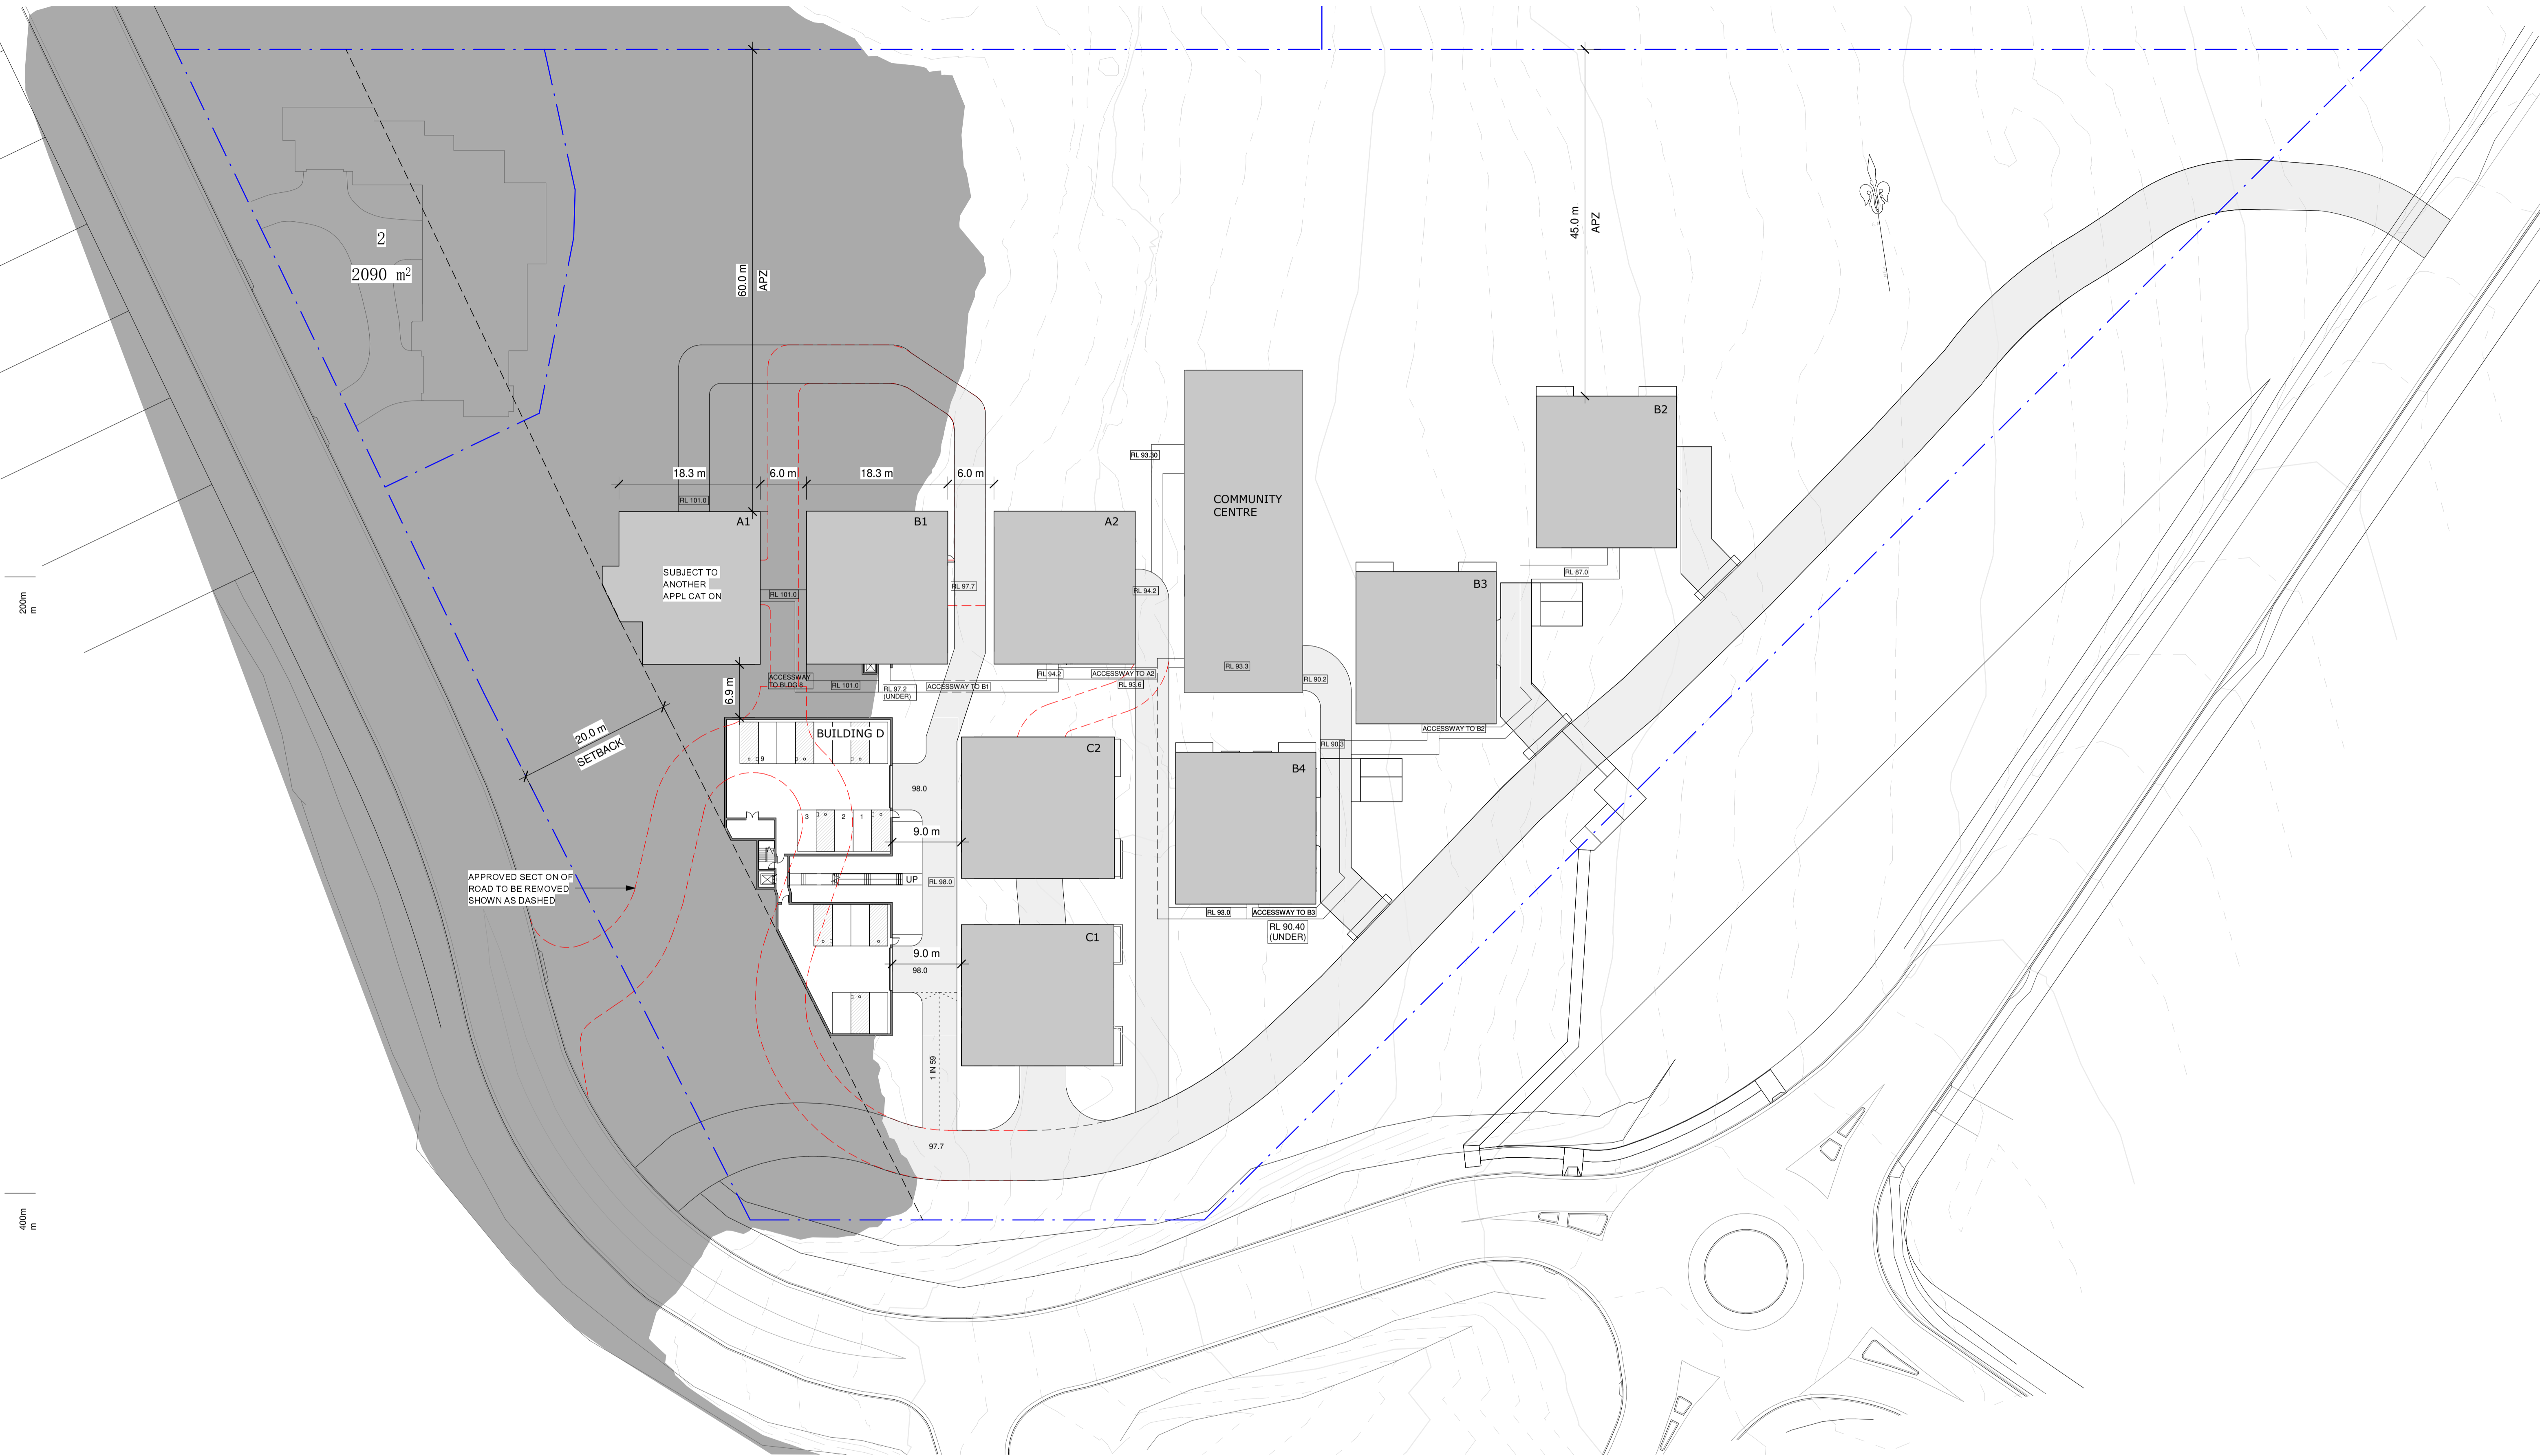 2
2090 m²
60.0 m
APZ
45.0 m
APZ
B2
18.3 m
6.0 m
18.3 m
6.0 m
RL 93.30
RL 101.0
COMMUNITY
CENTRE
A1
B1
A2
SUBJECT TO
ANOTHER
APPLICATION
RL 101.0
RL 97.7
RL 94.2
RL 87.0
B3
200m
m
RL 93.3
ACCESSWAY
TO BLDG 8
RL 101.0
RL 97.2
(UNDER)
ACCESSWAY TO B1
RL 94.2
ACCESSWAY TO A2
RL 93.6
RL 90.2
6.9 m
20.0 m
SETBACK
BUILDING D
9
C2
RL 90.3
ACCESSWAY TO B2
B4
98.0
3
2
1
9.0 m
APPROVED SECTION OF
ROAD TO BE REMOVED
SHOWN AS DASHED
UP
RL 98.0
RL 93.0
ACCESSWAY TO B3
RL 90.40
(UNDER)
C1
9.0 m
98.0
1 IN 59
97.7
400m
m